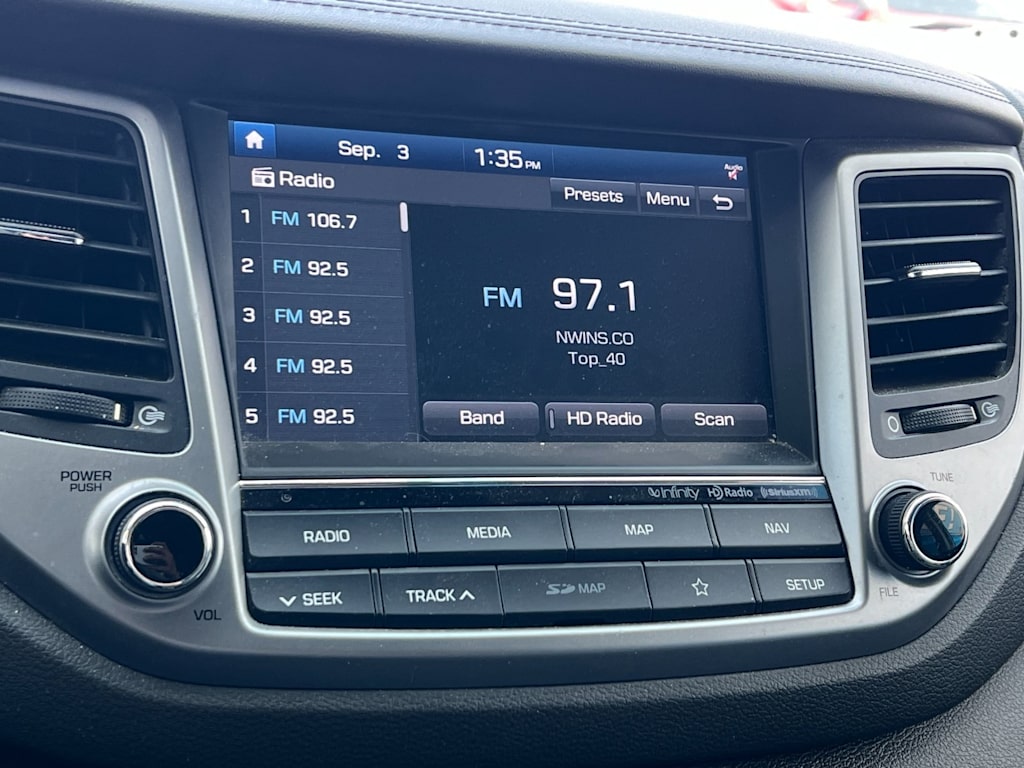 Sep. 3 1:35 PM Audio
Radio Presets Menu
1 FM 106.7
2 FM 92.5
3 FM 92.5
4 FM 92.5
5 FM 92.5
FM 97.1
NWINS.CO
Top_40
Band HD Radio Scan
POWER
PUSH
VOL
Infinity HD Radio ((SiriusXM))
RADIO MEDIA MAP NAV
SEEK TRACK SD MAP SETUP
TUNE
FILE